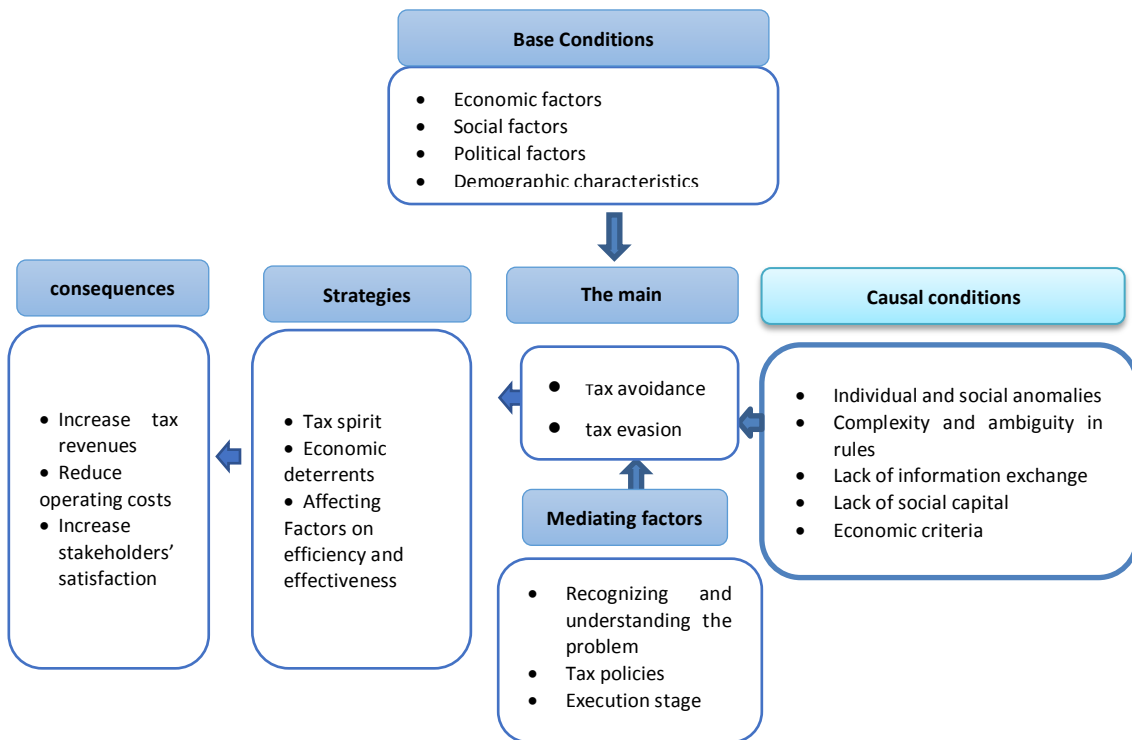 Base Conditions
• Economic factors
• Social factors
• Political factors
• Demographic characteristics
consequences
• Increase tax
revenues
• Reduce
operating costs
• Increase
stakeholders’
satisfaction
Strategies
• Tax spirit
• Economic
deterrents
• Affecting
Factors on
efficiency and
effectiveness
The main
• Tax avoidance
• tax evasion
Causal conditions
• Individual and social anomalies
• Complexity and ambiguity in
rules
• Lack of information exchange
• Lack of social capital
• Economic criteria
Mediating factors
• Recognizing and
understanding the
problem
• Tax policies
• Execution stage